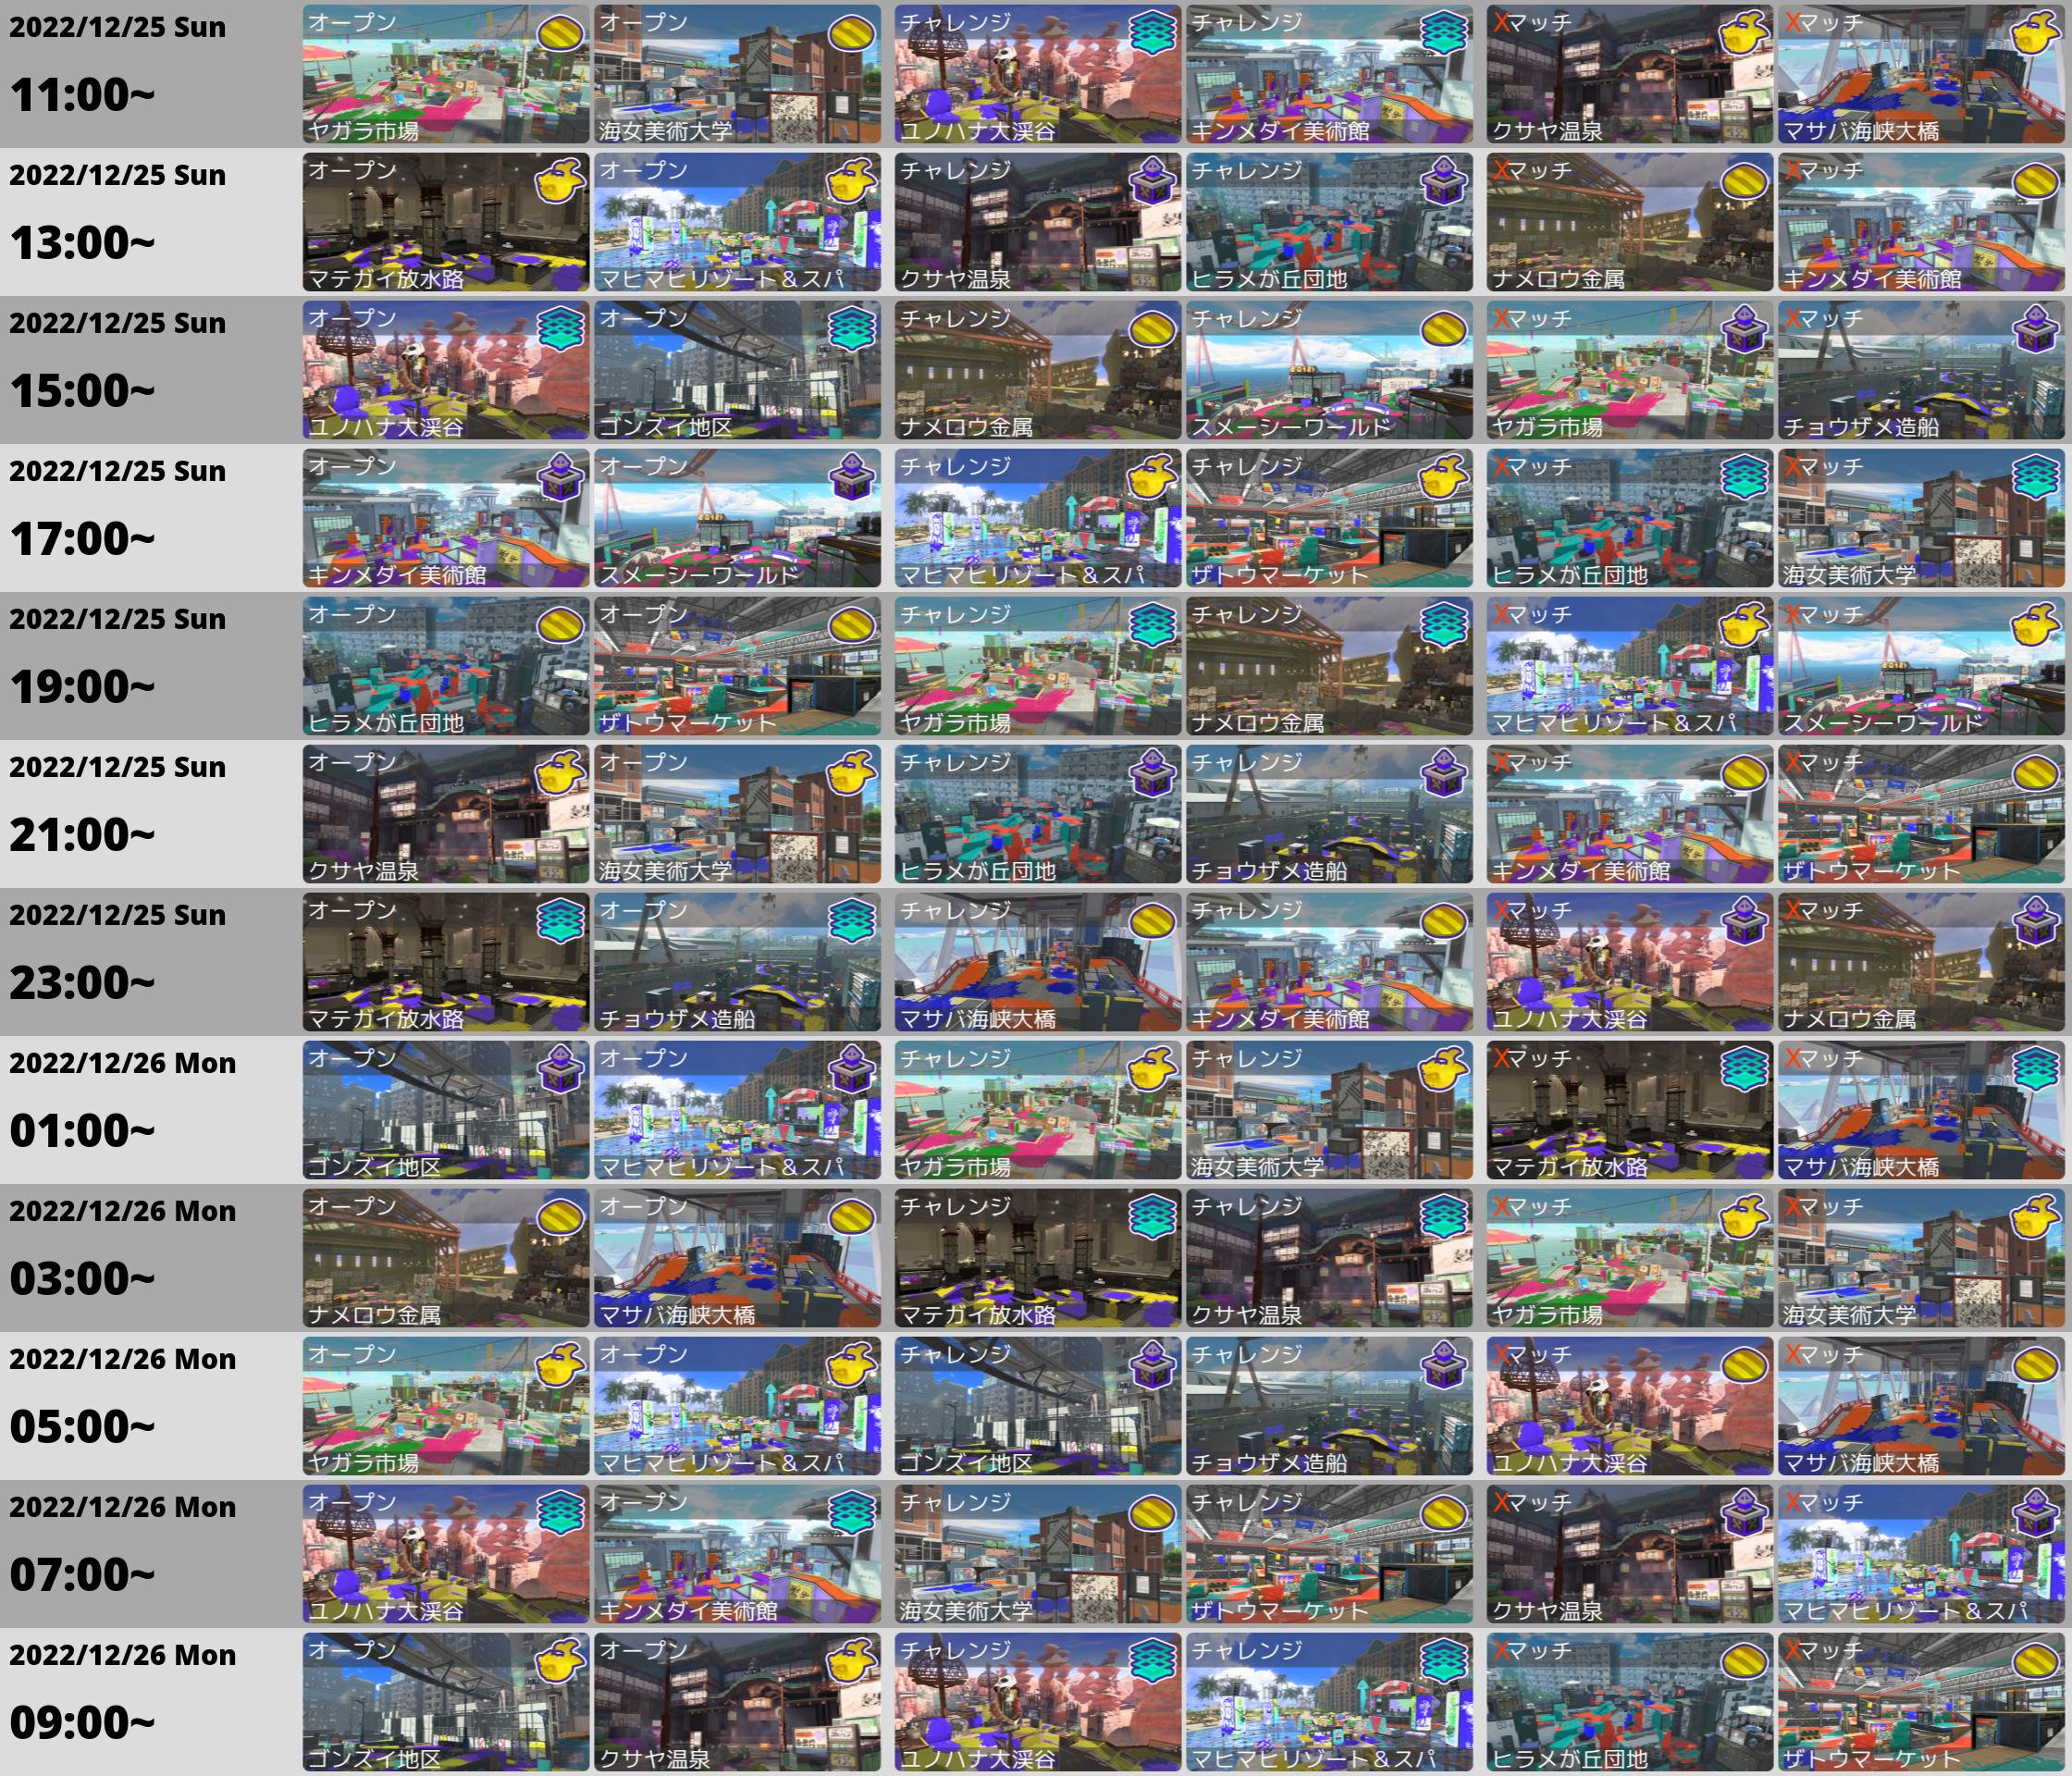 2022/12/25 Sun
11:00~
オープン
ヤガラ市場
オープン
海女美術大学
チャレンジ
ユノハナ大渓谷
チャレンジ
キンメダイ美術館
Xマッチ
クサヤ温泉
Xマッチ
マサバ海峡大橋
2022/12/25 Sun
13:00~
オープン
マテガイ放水路
オープン
マヒマヒリゾート＆スパ
チャレンジ
クサヤ温泉
チャレンジ
ヒラメが丘団地
Xマッチ
ナメロウ金属
Xマッチ
キンメダイ美術館
2022/12/25 Sun
15:00~
オープン
ユノハナ大渓谷
オープン
ゴンズイ地区
チャレンジ
ナメロウ金属
チャレンジ
スメーシーワールド
Xマッチ
ヤガラ市場
Xマッチ
チョウザメ造船
2022/12/25 Sun
17:00~
オープン
キンメダイ美術館
オープン
スメーシーワールド
チャレンジ
マヒマヒリゾート＆スパ
チャレンジ
ザトウマーケット
Xマッチ
ヒラメが丘団地
Xマッチ
海女美術大学
2022/12/25 Sun
19:00~
オープン
ヒラメが丘団地
オープン
ザトウマーケット
チャレンジ
ヤガラ市場
チャレンジ
ナメロウ金属
Xマッチ
マヒマヒリゾート＆スパ
Xマッチ
スメーシーワールド
2022/12/25 Sun
21:00~
オープン
クサヤ温泉
オープン
海女美術大学
チャレンジ
ヒラメが丘団地
チャレンジ
チョウザメ造船
Xマッチ
キンメダイ美術館
Xマッチ
ザトウマーケット
2022/12/25 Sun
23:00~
オープン
マテガイ放水路
オープン
チョウザメ造船
チャレンジ
マサバ海峡大橋
チャレンジ
キンメダイ美術館
Xマッチ
ユノハナ大渓谷
Xマッチ
ナメロウ金属
2022/12/26 Mon
01:00~
オープン
ゴンズイ地区
オープン
マヒマヒリゾート＆スパ
チャレンジ
ヤガラ市場
チャレンジ
海女美術大学
Xマッチ
マテガイ放水路
Xマッチ
マサバ海峡大橋
2022/12/26 Mon
03:00~
オープン
ナメロウ金属
オープン
マサバ海峡大橋
チャレンジ
マテガイ放水路
チャレンジ
クサヤ温泉
Xマッチ
ヤガラ市場
Xマッチ
海女美術大学
2022/12/26 Mon
05:00~
オープン
ヤガラ市場
オープン
マヒマヒリゾート＆スパ
チャレンジ
ゴンズイ地区
チャレンジ
チョウザメ造船
Xマッチ
ユノハナ大渓谷
Xマッチ
マサバ海峡大橋
2022/12/26 Mon
07:00~
オープン
ユノハナ大渓谷
オープン
キンメダイ美術館
チャレンジ
海女美術大学
チャレンジ
ザトウマーケット
Xマッチ
クサヤ温泉
Xマッチ
マヒマヒリゾート＆スパ
2022/12/26 Mon
09:00~
オープン
ゴンズイ地区
オープン
クサヤ温泉
チャレンジ
ユノハナ大渓谷
チャレンジ
マヒマヒリゾート＆スパ
Xマッチ
ヒラメが丘団地
Xマッチ
ザトウマーケット